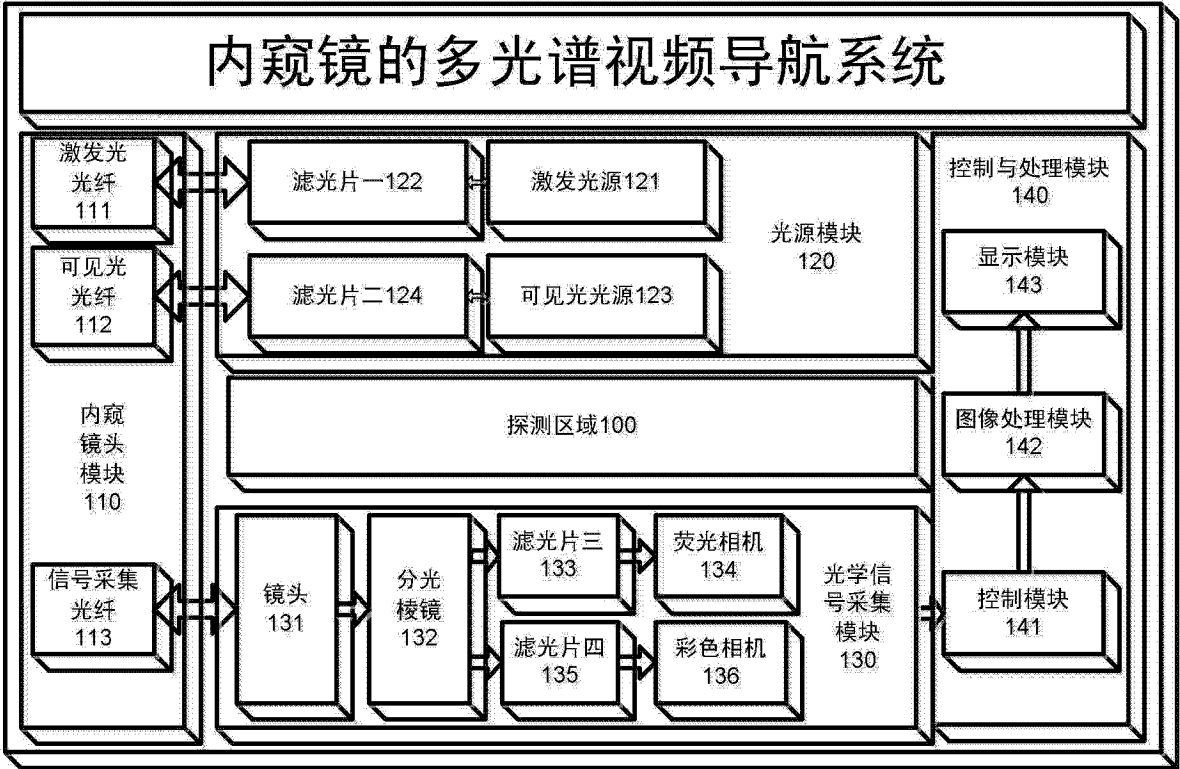 内窥镜的多光谱视频导航系统
激发光
光纤
111
可见光
光纤
112
内窥
镜头
模块
110
信号采集
光纤
113
滤光片一122
激发光源121
滤光片二124
可见光光源123
光源模块
120
探测区域100
镜头
131
分光
棱镜
132
滤光片三
133
荧光相机
134
滤光片四
135
彩色相机
136
光学信
号采集
模块
130
控制与处理模块
140
显示模块
143
图像处理模块
142
控制模块
141